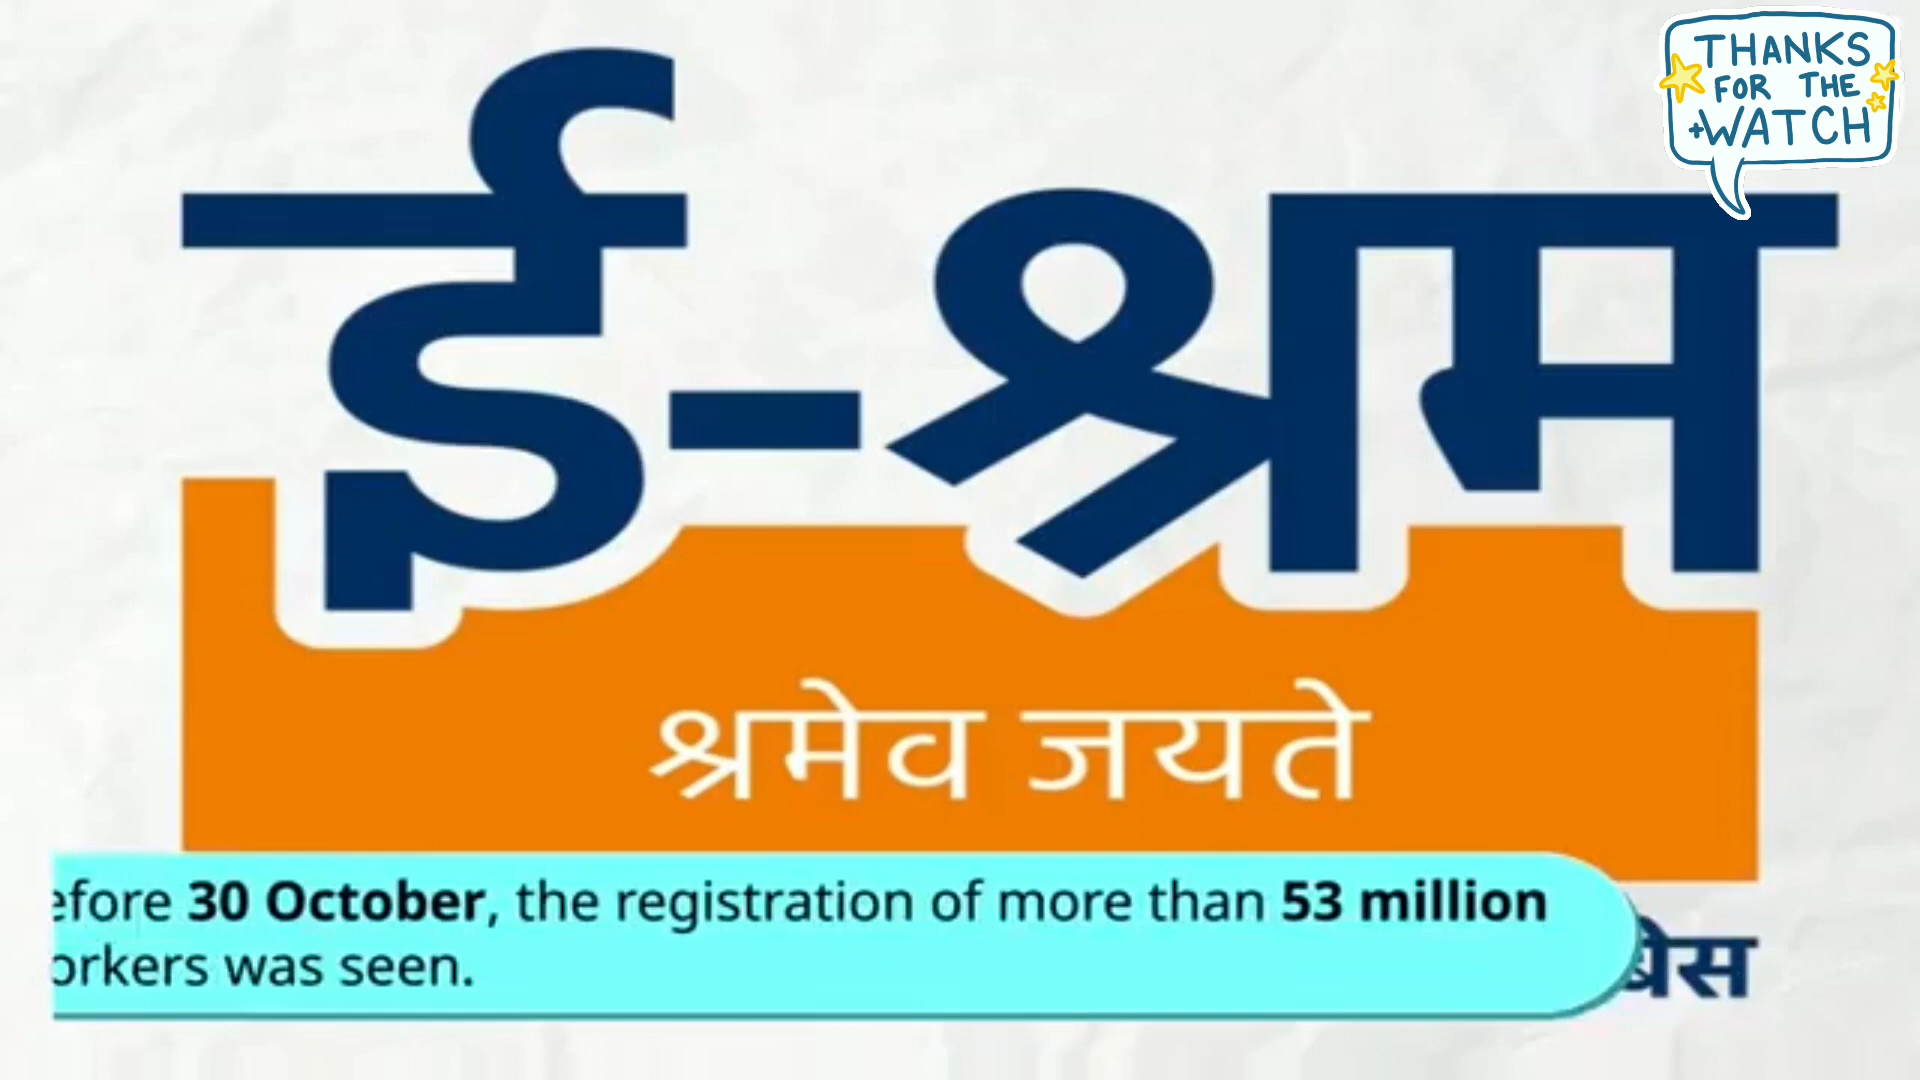 THANKS
FOR THE
WATCH
ई-श्रम
श्रमेव जयते
efore 30 October, the registration of more than 53 million
orkers was seen.